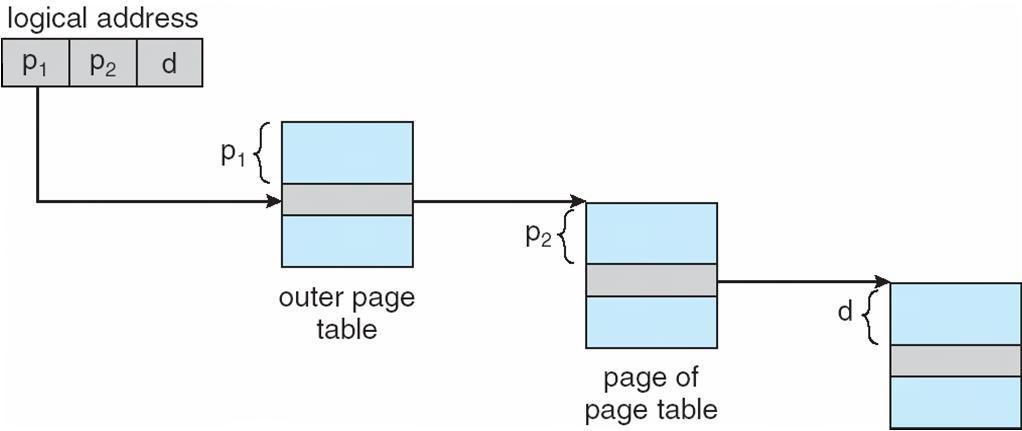 logical address
p₁ p₂ d
p₁
outer page
table
p₂
page of
page table
d